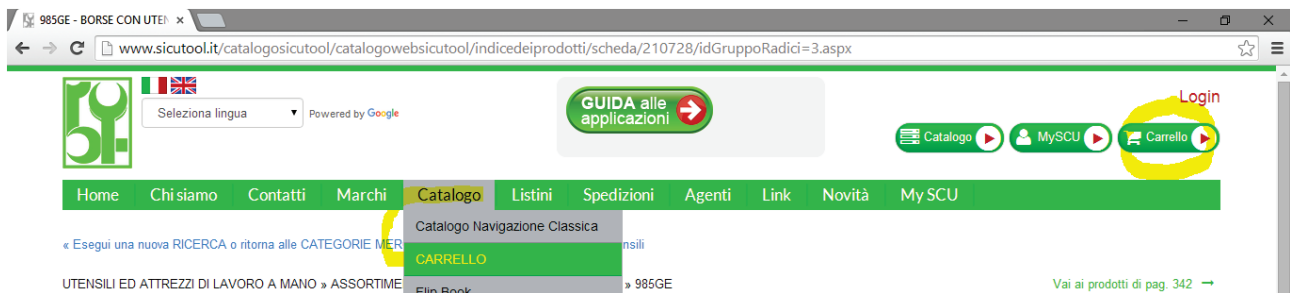 985GE - BORSE CON UTEN
www.sicutool.it/catalogosicutool/catalogowebsicutool/indicedeiprodotti/scheda/210728/idGruppoRadici=3.aspx
Seleziona lingua
Powered by Google
GUIDA alle
applicazioni
Login
Catalogo
MySCU
Carrello
Home Chi siamo Contatti Marchi Catalogo Listini Spedizioni Agenti Link Novità My SCU
Catalogo Navigazione Classica
« Esegui una nuova RICERCA o ritorna alle CATEGORIE MER nsili
CARRELLO
UTENSILI ED ATTREZZI DI LAVORO A MANO » ASSORTIME » 985GE
Vai ai prodotti di pag. 342 →
Flip Book